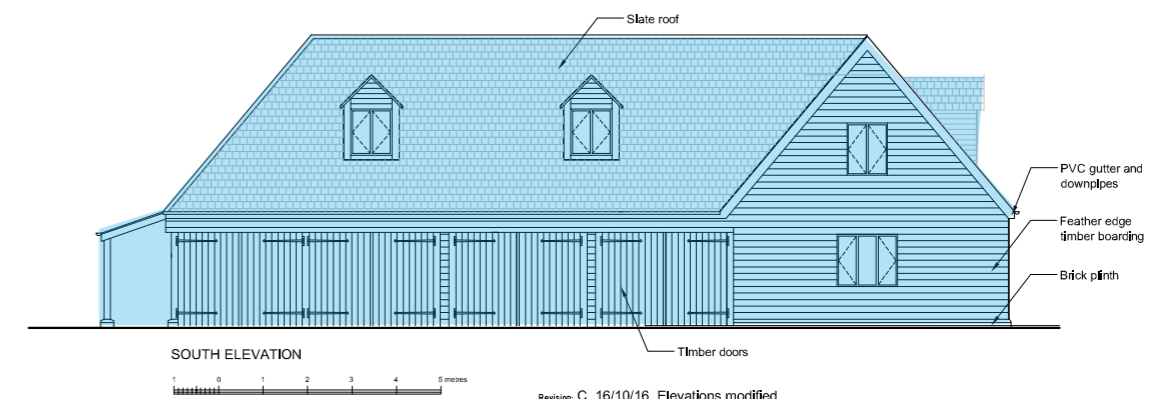 Slate roof
PVC gutter and
downpipes
Feather edge
timber boarding
Brick plinth
Timber doors
SOUTH ELEVATION
1 0 1 2 3 4 5 metres
Revision: C 16/10/16 Elevations modified